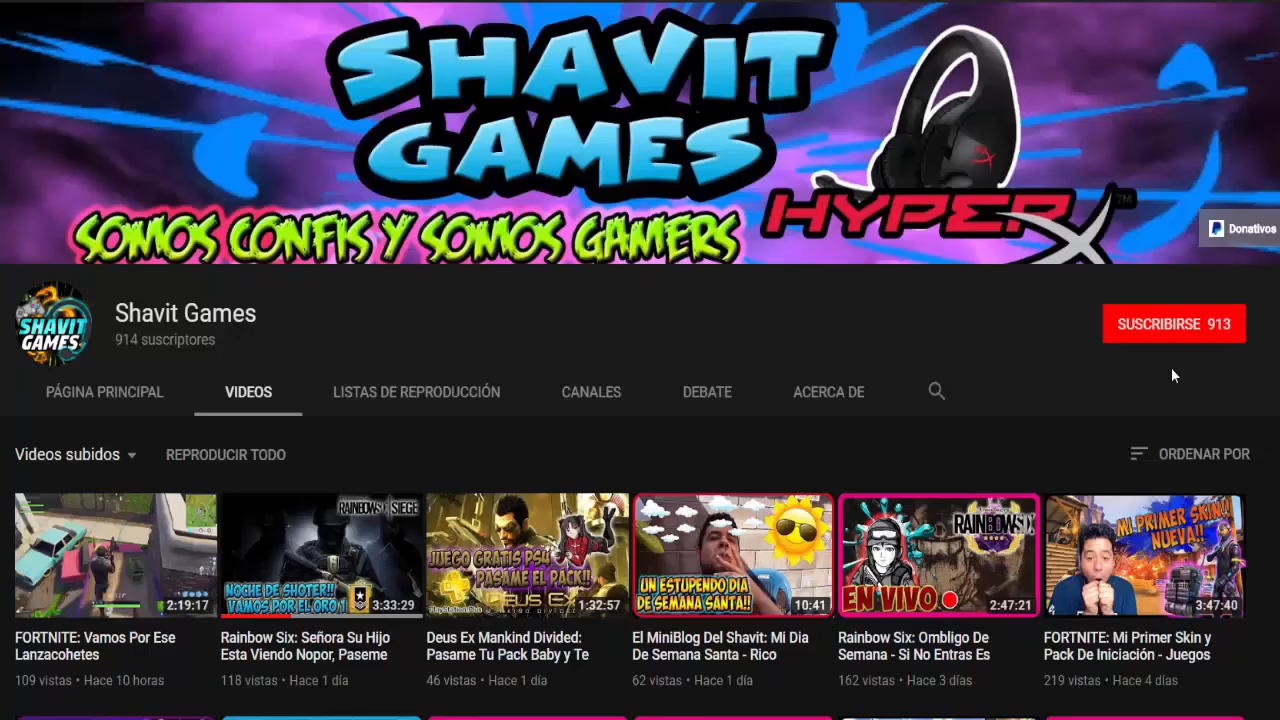 SHAVIT
GAMES
SOMOS CONFIS Y SOMOS GAMERS
HYPERX™
Donativos
SHAVIT
GAMES
Shavit Games
914 suscriptores
SUSCRIBIRSE 913
PÁGINA PRINCIPAL
VIDEOS
LISTAS DE REPRODUCCIÓN
CANALES
DEBATE
ACERCA DE
Videos subidos
REPRODUCIR TODO
ORDENAR POR
2:19:17
FORTNITE: Vamos Por Ese
Lanzacohetes
109 vistas • Hace 10 horas
RAINBOW SIX SIEGE
NOCHE DE SHOTER!!
VAMOS POR EL ORO 1
3:33:29
Rainbow Six: Señora Su Hijo
Esta Viendo Nopor, Paseme
118 vistas • Hace 1 día
JUEGO GRATIS PS4
PASAME EL PACK!!
DEUS EX
1:32:57
Deus Ex Mankind Divided:
Pasame Tu Pack Baby y Te
46 vistas • Hace 1 día
UN ESTUPENDO DIA
DE SEMANA SANTA!!
10:41
El MiniBlog Del Shavit: Mi Dia
De Semana Santa - Rico
62 vistas • Hace 1 día
RAINBOW SIX
EN VIVO
2:47:21
Rainbow Six: Ombligo De
Semana - Si No Entras Es
162 vistas • Hace 3 días
MI PRIMER SKIN!!
NUEVA!!
3:47:40
FORTNITE: Mi Primer Skin y
Pack De Iniciación - Juegos
219 vistas • Hace 4 días